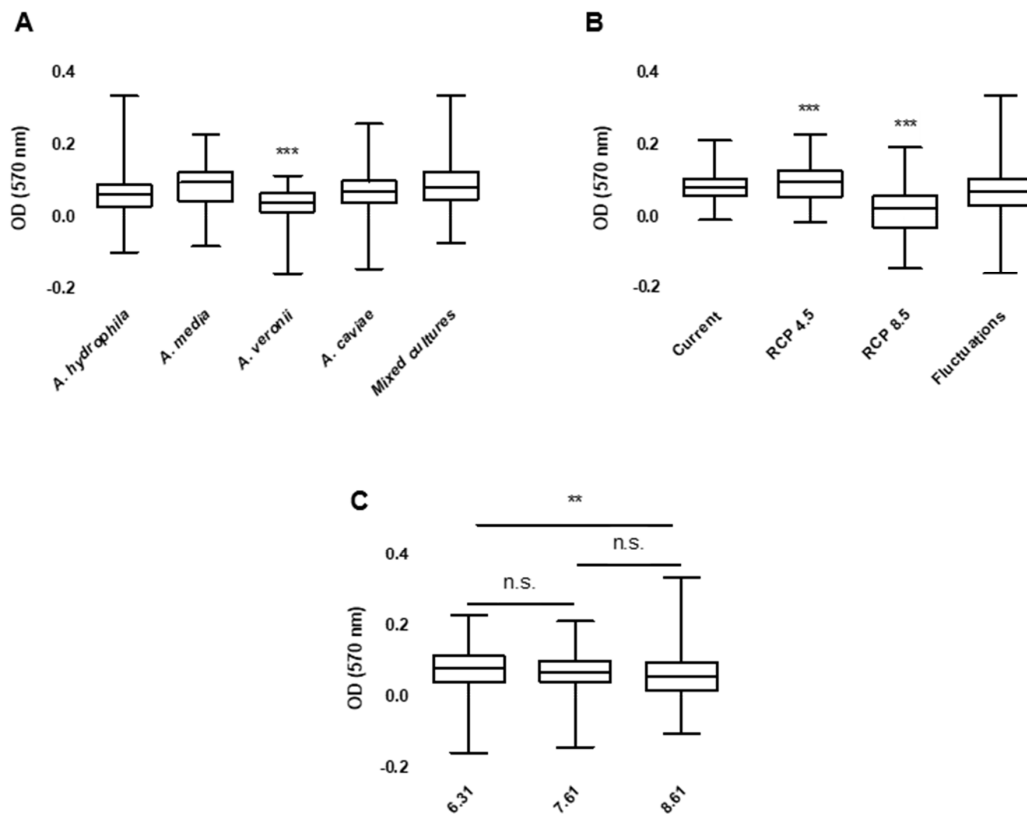 A
0.4
0.2
0.0
-0.2
OD (570 nm)
***
A. hydrophila
A. media
A. veronii
A. caviae
Mixed cultures
B
0.4
0.2
0.0
-0.2
OD (570 nm)
***
***
Current
RCP 4.5
RCP 8.5
Fluctuations
C
**
n.s.
n.s.
0.4
0.2
0.0
-0.2
OD (570 nm)
6.31
7.61
8.61